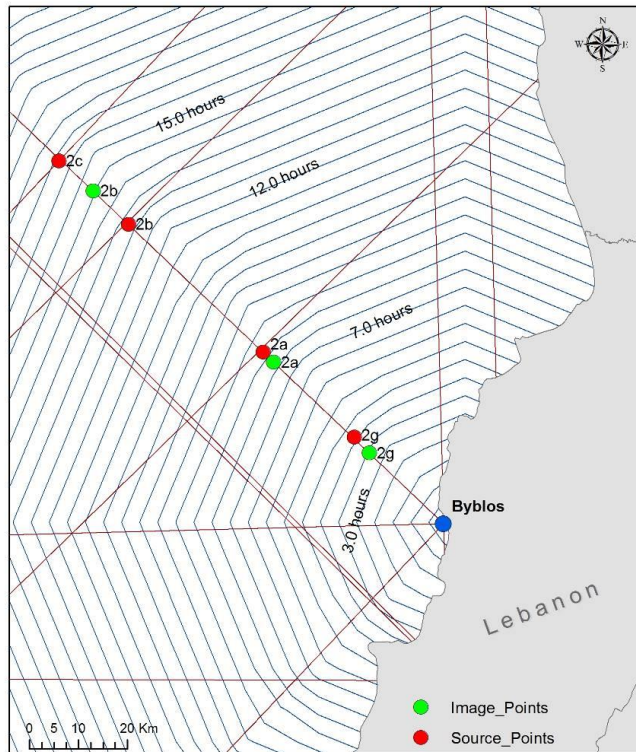 N
W E
S
15.0 hours
2c
2b
12.0 hours
2b
7.0 hours
2a
2a
2g
2g
3.0 hours
Byblos
Lebanon
Image_Points
0 5 10 20 Km
Source_Points